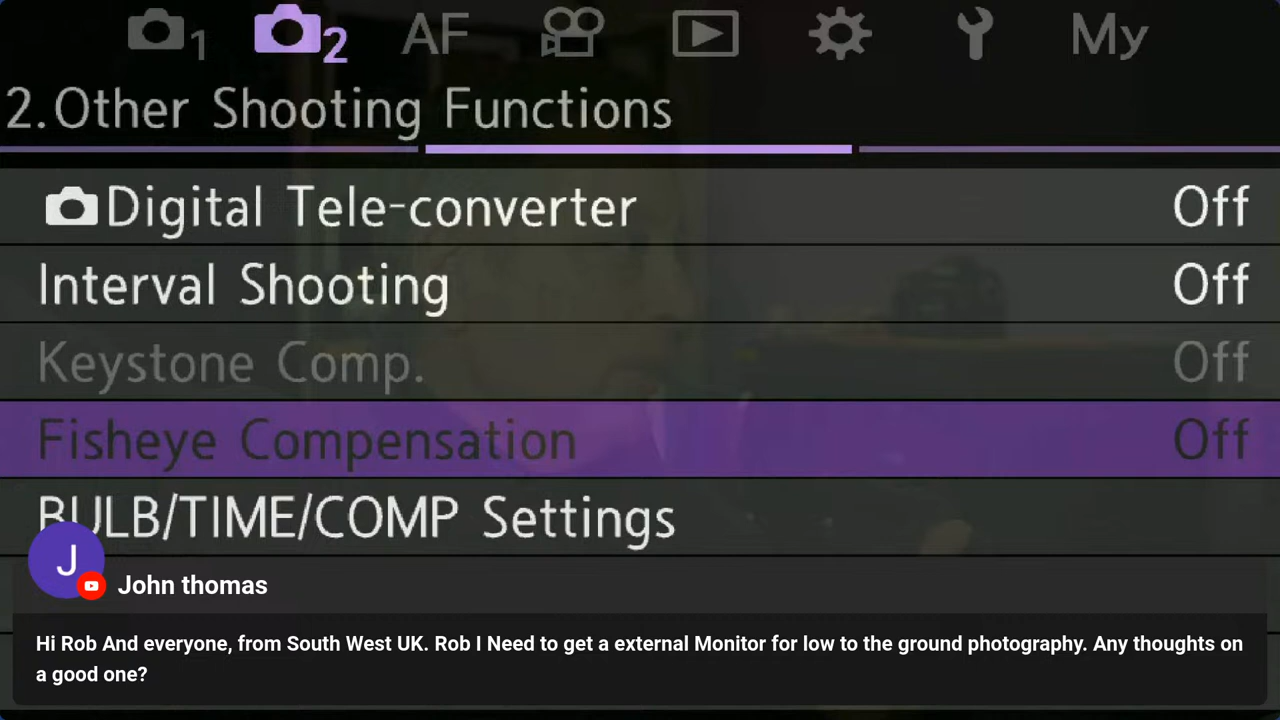 1 2 AF My
2.Other Shooting Functions
Digital Tele-converter Off
Interval Shooting Off
Keystone Comp. Off
Fisheye Compensation Off
BULB/TIME/COMP Settings
J
John thomas
Hi Rob And everyone, from South West UK. Rob I Need to get a external Monitor for low to the ground photography. Any thoughts on
a good one?